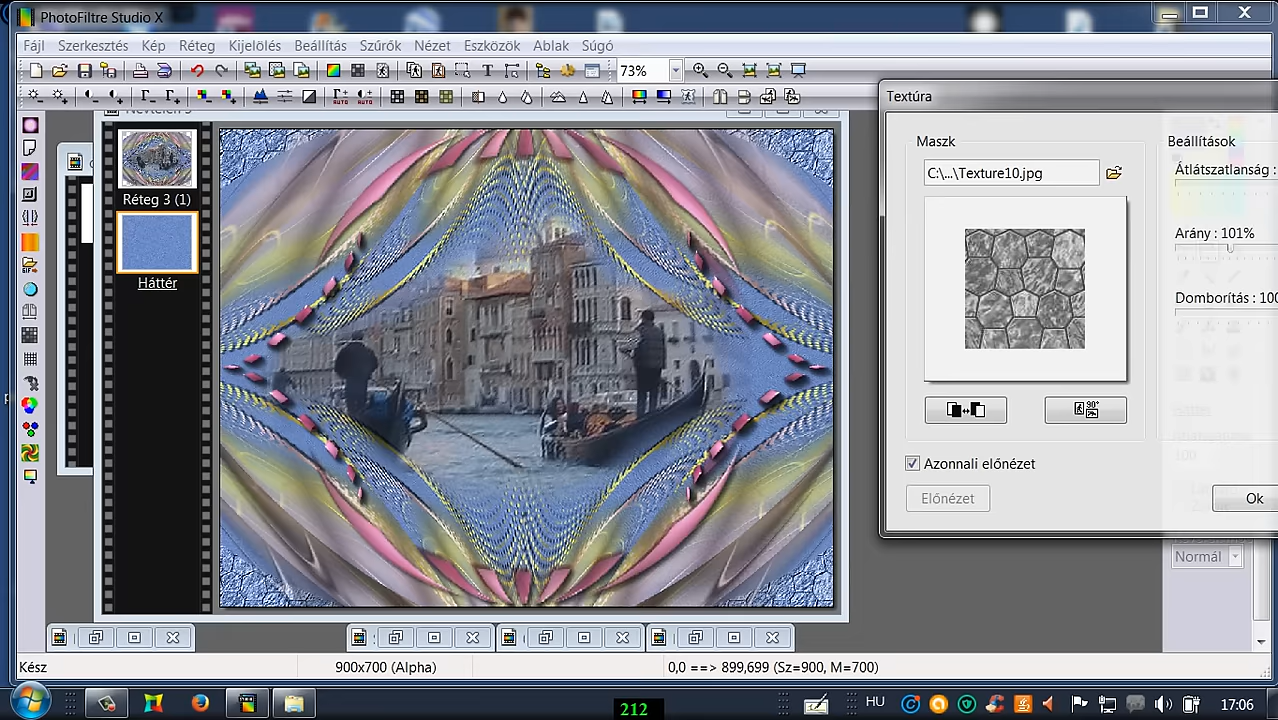 PhotoFiltre Studio X
Fájl Szerkesztés Kép Réteg Kijelölés Beállítás Szűrők Nézet Eszközök Ablak Súgó
73%
Textúra
Réteg 3 (1)
Háttér
Maszk
C:\...\Texture10.jpg
Beállítások
Átlátszatlanság :
Arány : 101%
Domborítás : 100
Azonnali előnézet
Előnézet
Ok
Normál
Kész
900x700 (Alpha)
0,0 ==> 899,699 (Sz=900, M=700)
212
HU
17:06